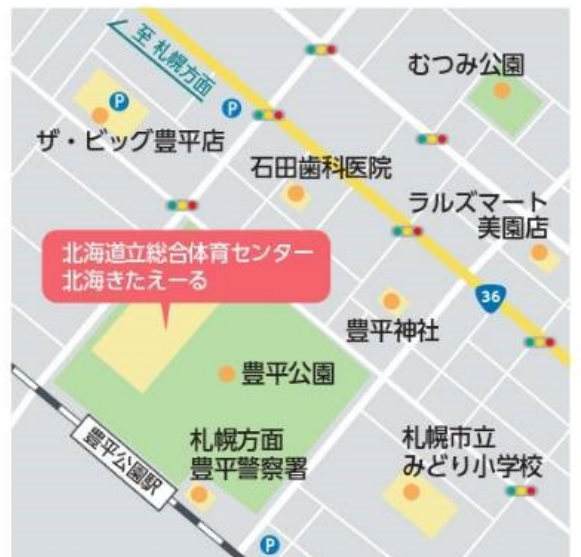 至 札幌方面
むつみ公園
P
P
ザ・ビッグ豊平店
石田歯科医院
ラルズマート
美園店
北海道立総合体育センター
北海きたえーる
36
豊平神社
豊平公園
札幌方面
豊平警察署
札幌市立
みどり小学校
豊平公園駅
P